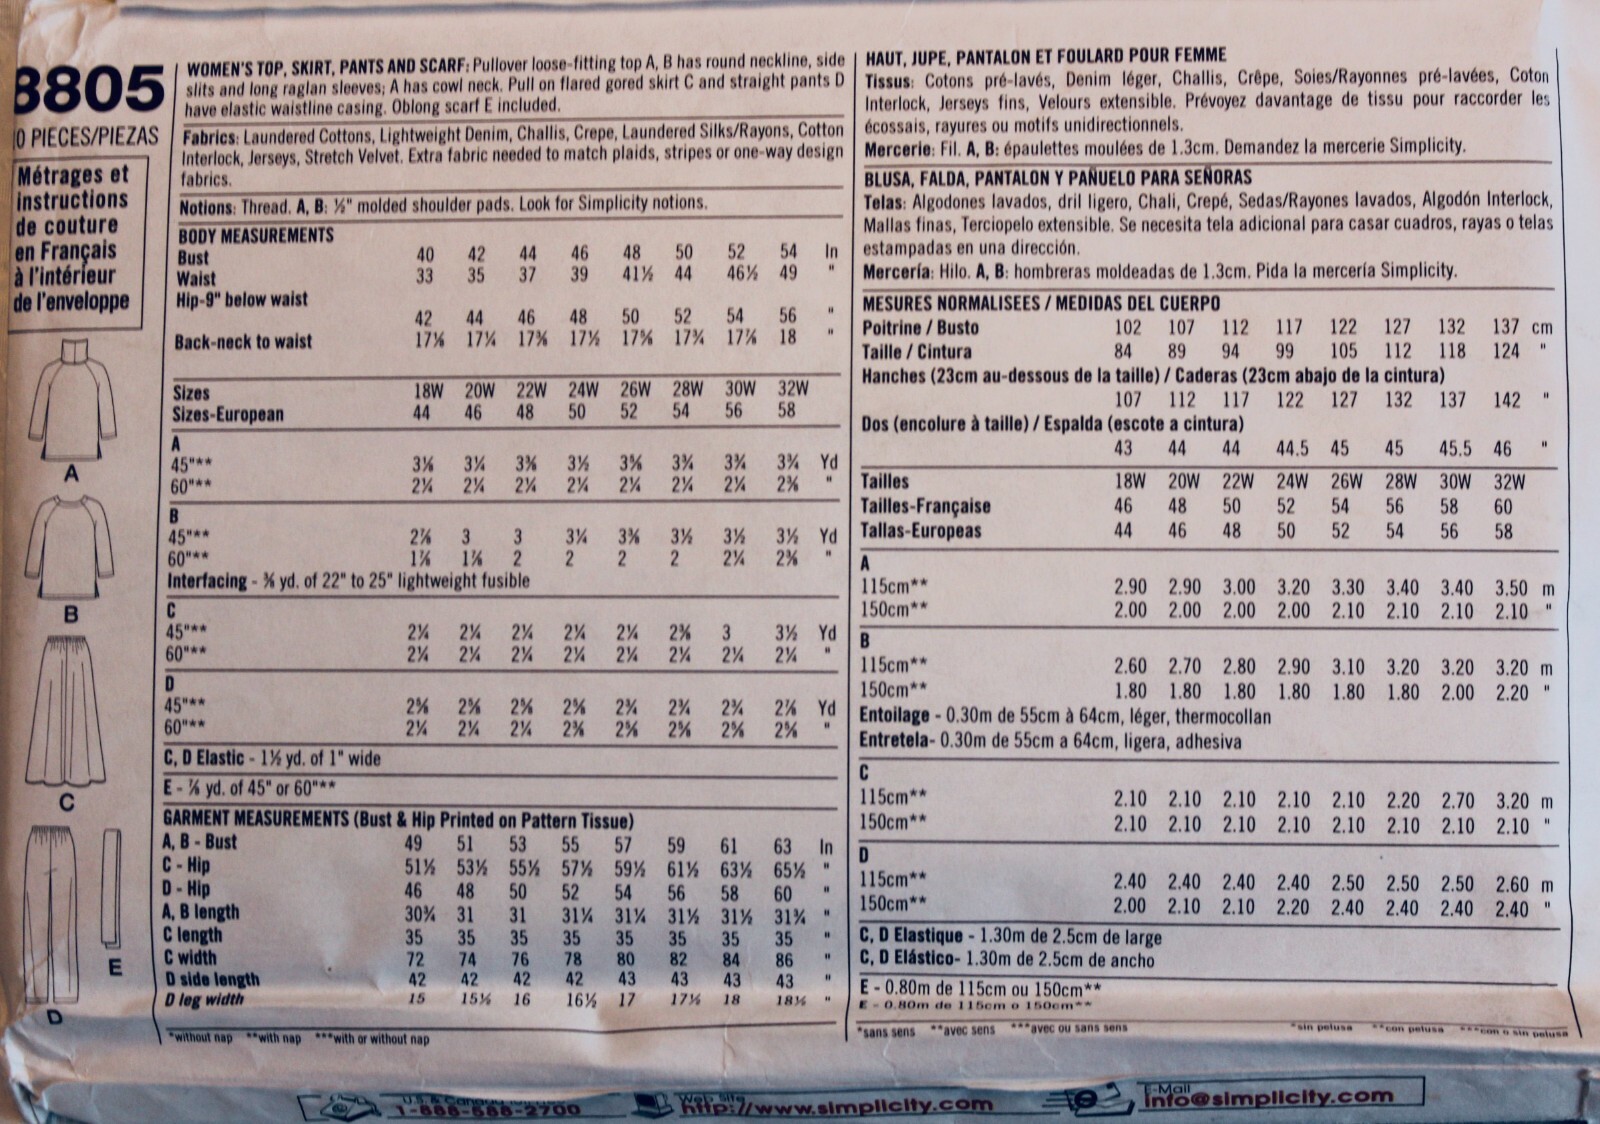 8805
PIECES/PIEZAS
Métrages et
instructions
de couture
en Français
à l'intérieur
de l'enveloppe
A
B
C
E
D
WOMEN'S TOP, SKIRT, PANTS AND SCARF: Pullover loose-fitting top A, B has round neckline, side
slits and long raglan sleeves; A has cowl neck. Pull on flared gored skirt C and straight pants D
have elastic waistline casing. Oblong scarf E included.
Fabrics: Laundered Cottons, Lightweight Denim, Challis, Crepe, Laundered Silks/Rayons, Cotton
Interlock, Jerseys, Stretch Velvet. Extra fabric needed to match plaids, stripes or one-way design
fabrics.
Notions: Thread. A, B: ½" molded shoulder pads. Look for Simplicity notions.
BODY MEASUREMENTS
Bust 40 42 44 46 48 50 52 54 In
Waist 33 35 37 39 41½ 44 46½ 49 "
Hip-9" below waist
42 44 46 48 50 52 54 56 "
Back-neck to waist 17⅛ 17¼ 17⅜ 17½ 17⅝ 17¾ 17⅞ 18 "
Sizes 18W 20W 22W 24W 26W 28W 30W 32W
Sizes-European 44 46 48 50 52 54 56 58
A
45"** 3⅛ 3¼ 3⅜ 3½ 3⅝ 3¾ 3¾ 3¾ Yd
60"** 2¼ 2¼ 2¼ 2¼ 2¼ 2¼ 2¼ 2⅜ "
B
45"** 2⅞ 3 3 3¼ 3⅜ 3½ 3½ 3½ Yd
60"** 1⅞ 1⅞ 2 2 2 2 2¼ 2⅜ "
Interfacing - ⅜ yd. of 22" to 25" lightweight fusible
C
45"** 2¼ 2¼ 2¼ 2¼ 2¼ 2⅜ 3 3½ Yd
60"** 2¼ 2¼ 2¼ 2¼ 2¼ 2¼ 2¼ 2¼ "
D
45"** 2⅝ 2⅝ 2⅝ 2⅝ 2¾ 2¾ 2¾ 2⅞ Yd
60"** 2¼ 2¼ 2¼ 2⅜ 2⅝ 2⅝ 2⅝ 2⅝ "
C, D Elastic - 1½ yd. of 1" wide
E - ⅞ yd. of 45" or 60"**
GARMENT MEASUREMENTS (Bust & Hip Printed on Pattern Tissue)
A, B - Bust 49 51 53 55 57 59 61 63 In
C - Hip 51½ 53½ 55½ 57½ 59½ 61½ 63½ 65½ "
D - Hip 46 48 50 52 54 56 58 60 "
A, B length 30¾ 31 31 31¼ 31¼ 31½ 31½ 31¾ "
C length 35 35 35 35 35 35 35 35 "
C width 72 74 76 78 80 82 84 86 "
D side length 42 42 42 42 43 43 43 43 "
D leg width 15 15½ 16 16½ 17 17½ 18 18½ "
*without nap **with nap ***with or without nap
HAUT, JUPE, PANTALON ET FOULARD POUR FEMME
Tissus: Cotons pré-lavés, Denim léger, Challis, Crêpe, Soies/Rayonnes pré-lavées, Coton
Interlock, Jerseys fins, Velours extensible. Prévoyez davantage de tissu pour raccorder les
écossais, rayures ou motifs unidirectionnels.
Mercerie: Fil. A, B: épaulettes moulées de 1.3cm. Demandez la mercerie Simplicity.
BLUSA, FALDA, PANTALON Y PAÑUELO PARA SEÑORAS
Telas: Algodones lavados, dril ligero, Chali, Crepé, Sedas/Rayones lavados, Algodón Interlock,
Mallas finas, Terciopelo extensible. Se necesita tela adicional para casar cuadros, rayas o telas
estampadas en una dirección.
Mercería: Hilo. A, B: hombreras moldeadas de 1.3cm. Pida la mercería Simplicity.
MESURES NORMALISEES / MEDIDAS DEL CUERPO
Poitrine / Busto 102 107 112 117 122 127 132 137 cm
Taille / Cintura 84 89 94 99 105 112 118 124 "
Hanches (23cm au-dessous de la taille) / Caderas (23cm abajo de la cintura)
107 112 117 122 127 132 137 142 "
Dos (encolure à taille) / Espalda (escote a cintura)
43 44 44 44.5 45 45 45.5 46 "
Tailles 18W 20W 22W 24W 26W 28W 30W 32W
Tailles-Française 46 48 50 52 54 56 58 60
Tallas-Europeas 44 46 48 50 52 54 56 58
A
115cm** 2.90 2.90 3.00 3.20 3.30 3.40 3.40 3.50 m
150cm** 2.00 2.00 2.00 2.00 2.10 2.10 2.10 2.10 "
B
115cm** 2.60 2.70 2.80 2.90 3.10 3.20 3.20 3.20 m
150cm** 1.80 1.80 1.80 1.80 1.80 1.80 2.00 2.20 "
Entoilage - 0.30m de 55cm à 64cm, léger, thermocollan
Entretela- 0.30m de 55cm a 64cm, ligera, adhesiva
C
115cm** 2.10 2.10 2.10 2.10 2.10 2.20 2.70 3.20 m
150cm** 2.10 2.10 2.10 2.10 2.10 2.10 2.10 2.10 "
D
115cm** 2.40 2.40 2.40 2.40 2.50 2.50 2.50 2.60 m
150cm** 2.00 2.10 2.10 2.20 2.40 2.40 2.40 2.40 "
C, D Elastique - 1.30m de 2.5cm de large
C, D Elástico- 1.30m de 2.5cm de ancho
E - 0.80m de 115cm ou 150cm**
E - 0.80m de 115cm o 150cm**
*sans sens **avec sens ***avec ou sans sens *sin pelusa **con pelusa ***con o sin pelusa
U.S. & Canada
1-888-588-2700
Web Site
http://www.simplicity.com
E-Mail
info@simplicity.com